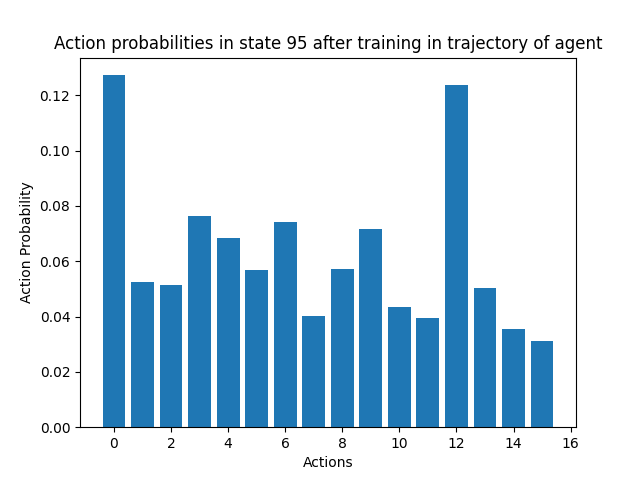 Action probabilities in state 95 after training in trajectory of agent
0.12
0.10
0.08
0.06
0.04
0.02
0.00
Action Probability
0 2 4 6 8 10 12 14 16
Actions